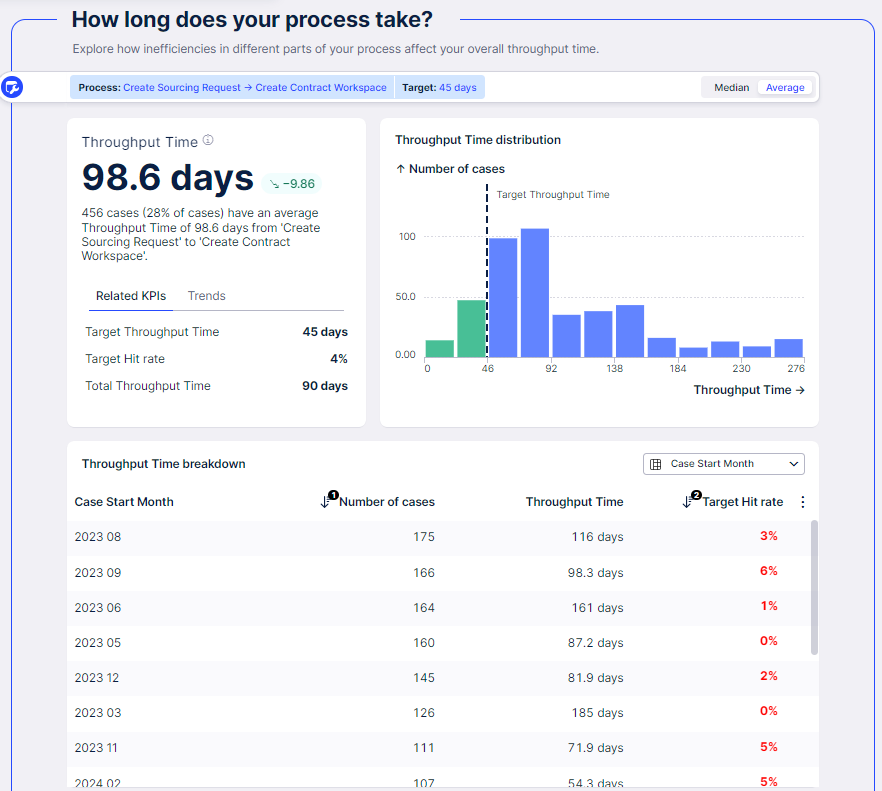 How long does your process take?
Explore how inefficiencies in different parts of your process affect your overall throughput time.
Process: Create Sourcing Request → Create Contract Workspace Target: 45 days Median Average
Throughput Time
98.6 days −9.86
456 cases (28% of cases) have an average
Throughput Time of 98.6 days from 'Create
Sourcing Request' to 'Create Contract
Workspace'.
Related KPIs Trends
Target Throughput Time 45 days
Target Hit rate 4%
Total Throughput Time 90 days
Throughput Time distribution
↑ Number of cases
Target Throughput Time
100
50.0
0.00
0 46 92 138 184 230 276
Throughput Time →
Throughput Time breakdown Case Start Month
Case Start Month 1 Number of cases Throughput Time 2 Target Hit rate
2023 08 175 116 days 3%
2023 09 166 98.3 days 6%
2023 06 164 161 days 1%
2023 05 160 87.2 days 0%
2023 12 145 81.9 days 2%
2023 03 126 185 days 0%
2023 11 111 71.9 days 5%
2024 02 107 54.3 days 5%